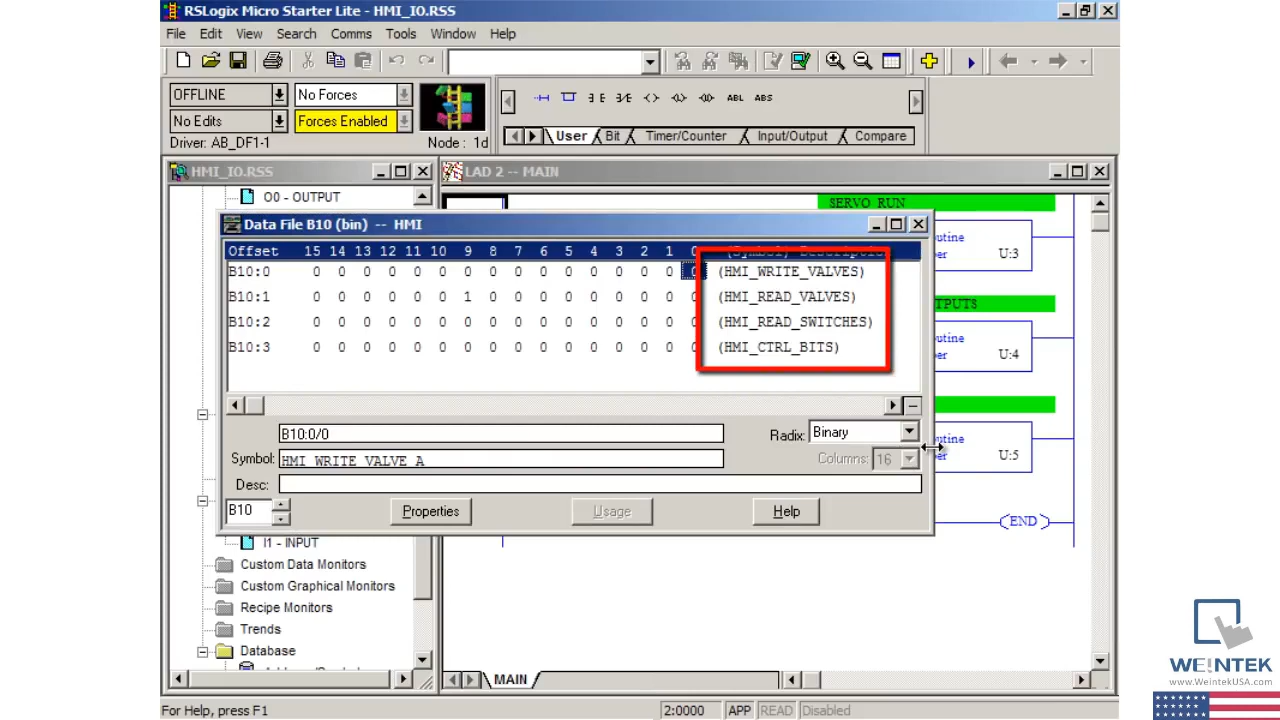 RSLogix Micro Starter Lite - HMI_IO.RSS
File Edit View Search Comms Tools Window Help
OFFLINE
No Forces
No Edits
Forces Enabled
Driver: AB_DF1-1
Node : 1d
ABL ABS
User Bit Timer/Counter Input/Output Compare
HMI_IO.RSS
O0 - OUTPUT
LAD 2 -- MAIN
SERVO RUN
U:3
U:4
U:5
END
Data File B10 (bin) -- HMI
Offset 15 14 13 12 11 10 9 8 7 6 5 4 3 2 1 0 (Symbol) Description
B10:0 0 0 0 0 0 0 0 0 0 0 0 0 0 0 0 0 (HMI_WRITE_VALVES)
B10:1 0 0 0 0 0 0 1 0 0 0 0 0 0 0 0 0 (HMI_READ_VALVES)
B10:2 0 0 0 0 0 0 0 0 0 0 0 0 0 0 0 0 (HMI_READ_SWITCHES)
B10:3 0 0 0 0 0 0 0 0 0 0 0 0 0 0 0 0 (HMI_CTRL_BITS)
B10:0/0
Radix: Binary
Symbol: HMI_WRITE_VALVE_A
Columns: 16
Desc:
B10
Properties Usage Help
I1 - INPUT
Custom Data Monitors
Custom Graphical Monitors
Recipe Monitors
Trends
Database
MAIN
For Help, press F1
2:0000 APP READ Disabled
WEINTEK
www.WeintekUSA.com